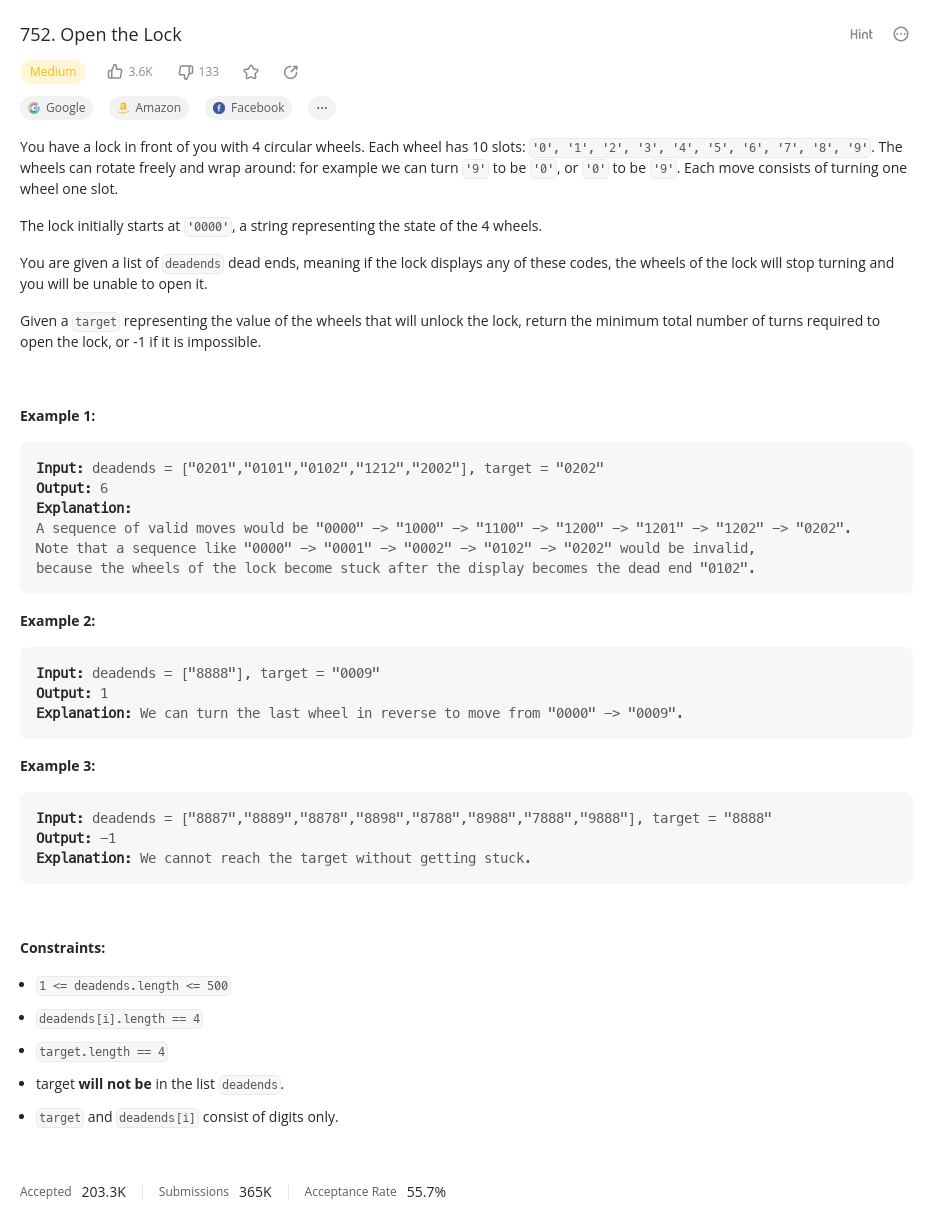 752. Open the Lock
Hint
Medium 3.6K 133
Google Amazon Facebook ...
You have a lock in front of you with 4 circular wheels. Each wheel has 10 slots: '0', '1', '2', '3', '4', '5', '6', '7', '8', '9'. The
wheels can rotate freely and wrap around: for example we can turn '9' to be '0', or '0' to be '9'. Each move consists of turning one
wheel one slot.
The lock initially starts at '0000', a string representing the state of the 4 wheels.
You are given a list of deadends dead ends, meaning if the lock displays any of these codes, the wheels of the lock will stop turning and
you will be unable to open it.
Given a target representing the value of the wheels that will unlock the lock, return the minimum total number of turns required to
open the lock, or -1 if it is impossible.
Example 1:
Input: deadends = ["0201","0101","0102","1212","2002"], target = "0202"
Output: 6
Explanation:
A sequence of valid moves would be "0000" -> "1000" -> "1100" -> "1200" -> "1201" -> "1202" -> "0202".
Note that a sequence like "0000" -> "0001" -> "0002" -> "0102" -> "0202" would be invalid,
because the wheels of the lock become stuck after the display becomes the dead end "0102".
Example 2:
Input: deadends = ["8888"], target = "0009"
Output: 1
Explanation: We can turn the last wheel in reverse to move from "0000" -> "0009".
Example 3:
Input: deadends = ["8887","8889","8878","8898","8788","8988","7888","9888"], target = "8888"
Output: -1
Explanation: We cannot reach the target without getting stuck.
Constraints:
• 1 <= deadends.length <= 500
• deadends[i].length == 4
• target.length == 4
• target will not be in the list deadends.
• target and deadends[i] consist of digits only.
Accepted 203.3K Submissions 365K Acceptance Rate 55.7%